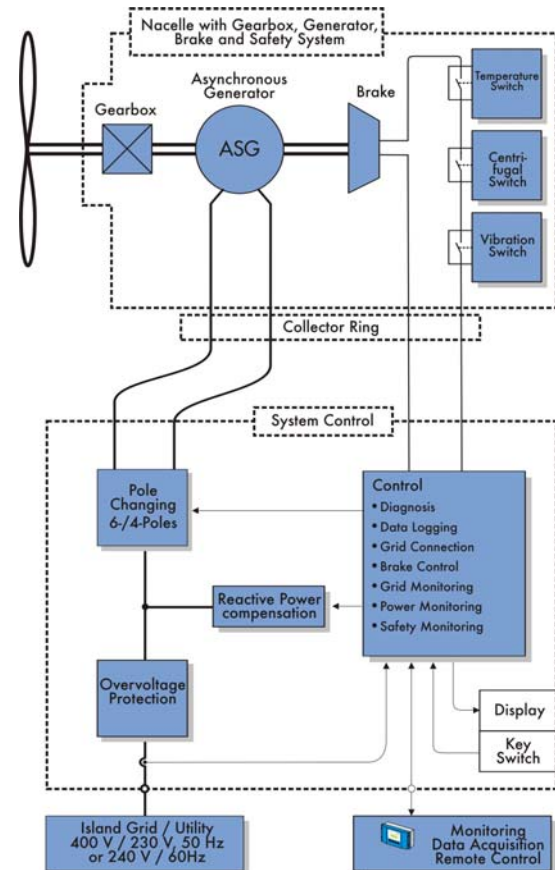 Nacelle with Gearbox, Generator,
Brake and Safety System
Asynchronous
Generator
Gearbox
Brake
ASG
Temperature
Switch
Centri-
fugal
Switch
Vibration
Switch
Collector Ring
System Control
Pole
Changing
6-/4-Poles
Control
• Diagnosis
• Data Logging
• Grid Connection
• Brake Control
• Grid Monitoring
• Power Monitoring
• Safety Monitoring
Reactive Power
compensation
Overvoltage
Protection
Display
Key
Switch
Island Grid / Utility
400 V / 230 V, 50 Hz
or 240 V / 60Hz
Monitoring
Data Acquisition
Remote Control